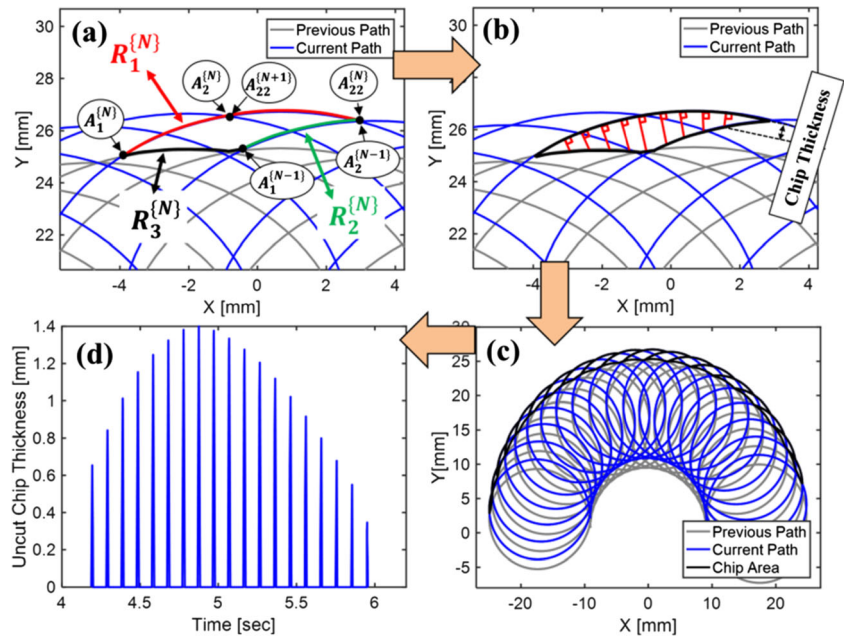 (a)
Previous Path
Current Path
R₁^{N}
A₂^{N}
A₂₂^{N+1}
A₂₂^{N}
A₁^{N}
A₁^{N-1}
A₂^{N-1}
R₃^{N}
R₂^{N}
Y [mm]
30
28
26
24
22
-4
-2
0
2
4
X [mm]
(b)
Previous Path
Current Path
Chip Thickness
Y [mm]
30
28
26
24
22
-4
-2
0
2
4
X [mm]
(d)
Uncut Chip Thickness [mm]
1.4
1.2
1
0.8
0.6
0.4
0.2
0
4
4.5
5
5.5
6
Time [sec]
(c)
Y[mm]
30
25
20
15
10
5
0
-5
Previous Path
Current Path
Chip Area
-20
-10
0
10
20
X [mm]